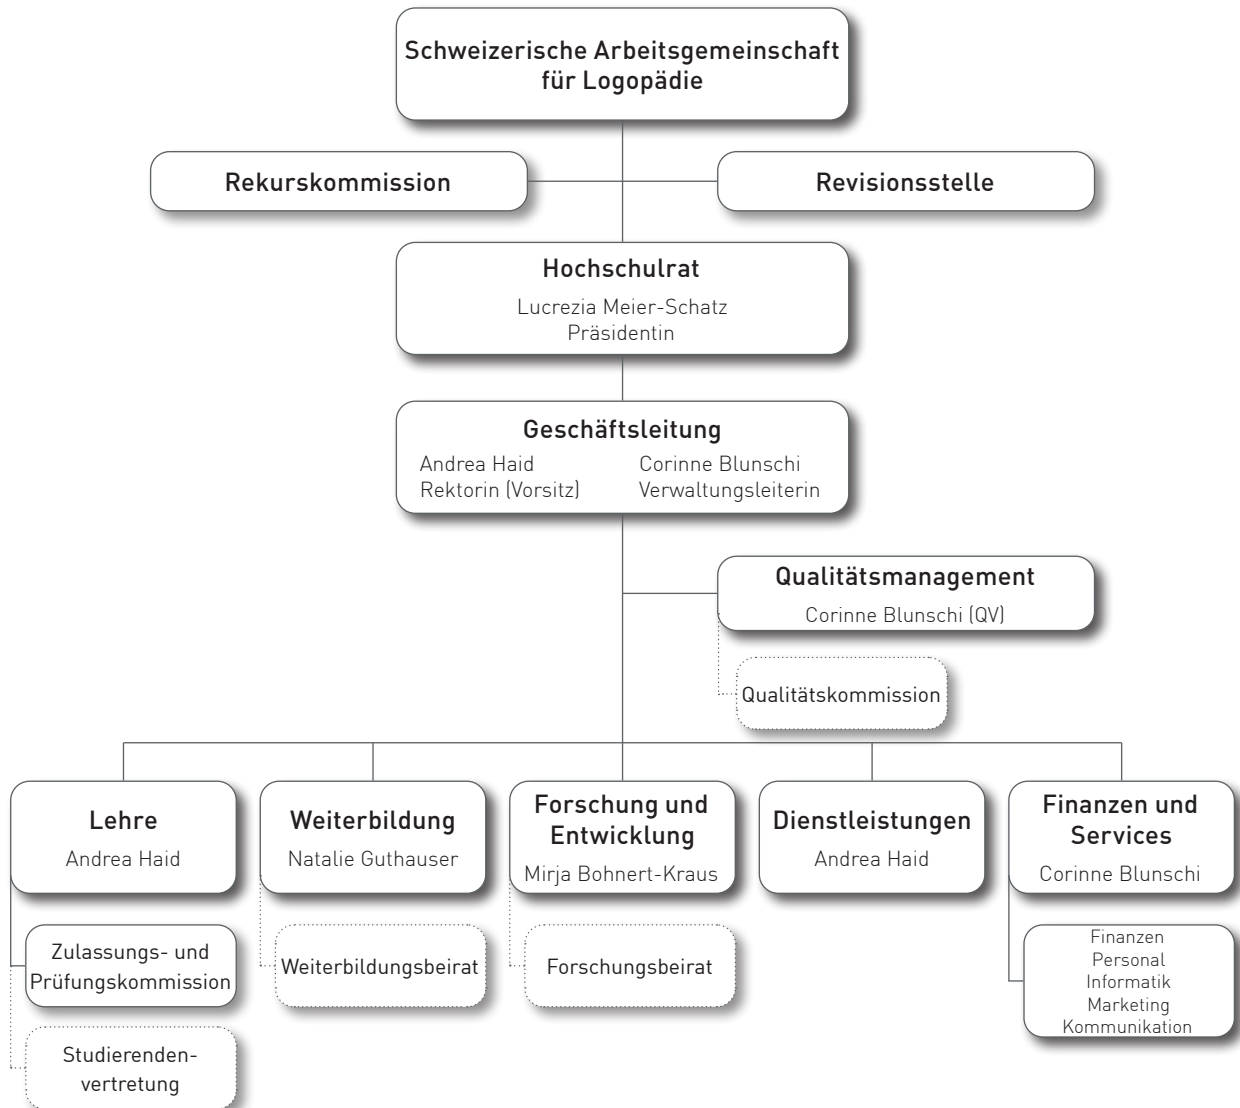 Schweizerische Arbeitsgemeinschaft
für Logopädie
Rekurskommission
Revisionsstelle
Hochschulrat
Lucrezia Meier-Schatz
Präsidentin
Geschäftsleitung
Andrea Haid
Rektorin (Vorsitz)
Corinne Blunschi
Verwaltungsleiterin
Qualitätsmanagement
Corinne Blunschi (QV)
Qualitätskommission
Lehre
Andrea Haid
Weiterbildung
Natalie Guthauser
Forschung und
Entwicklung
Mirja Bohnert-Kraus
Dienstleistungen
Andrea Haid
Finanzen und
Services
Corinne Blunschi
Zulassungs- und
Prüfungskommission
Studierenden-
vertretung
Weiterbildungsbeirat
Forschungsbeirat
Finanzen
Personal
Informatik
Marketing
Kommunikation